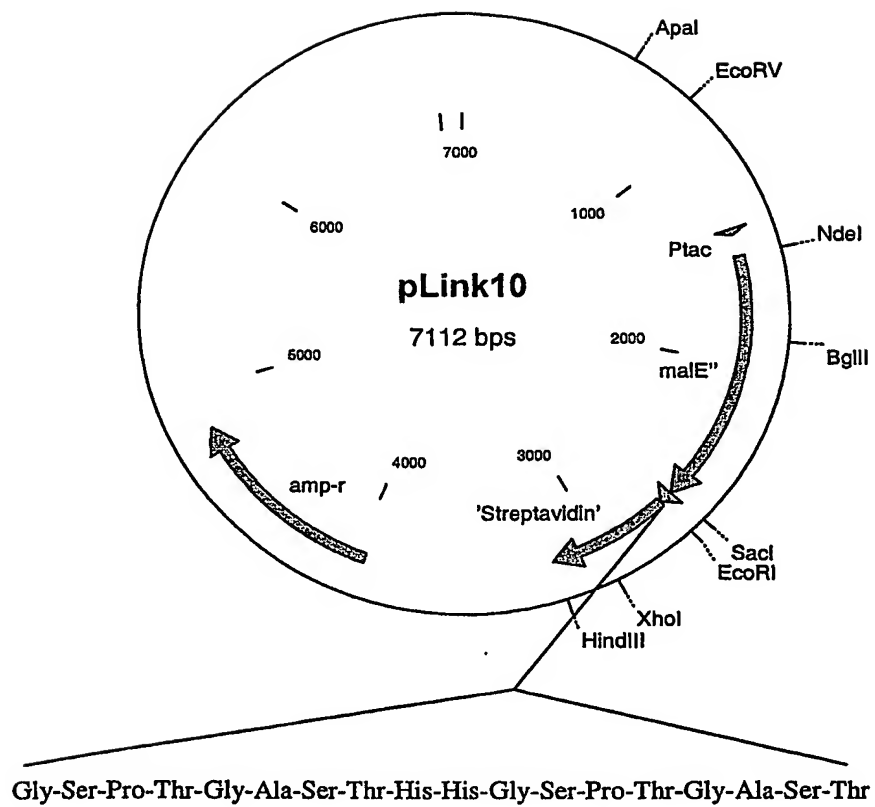 ApaI
EcoRV
7000
1000
6000
Ptac
NdeI
pLink10
7112 bps
2000
malE"
BglII
5000
3000
4000
amp-r
'Streptavidin'
SacI
EcoRI
XhoI
HindIII
Gly-Ser-Pro-Thr-Gly-Ala-Ser-Thr-His-His-Gly-Ser-Pro-Thr-Gly-Ala-Ser-Thr